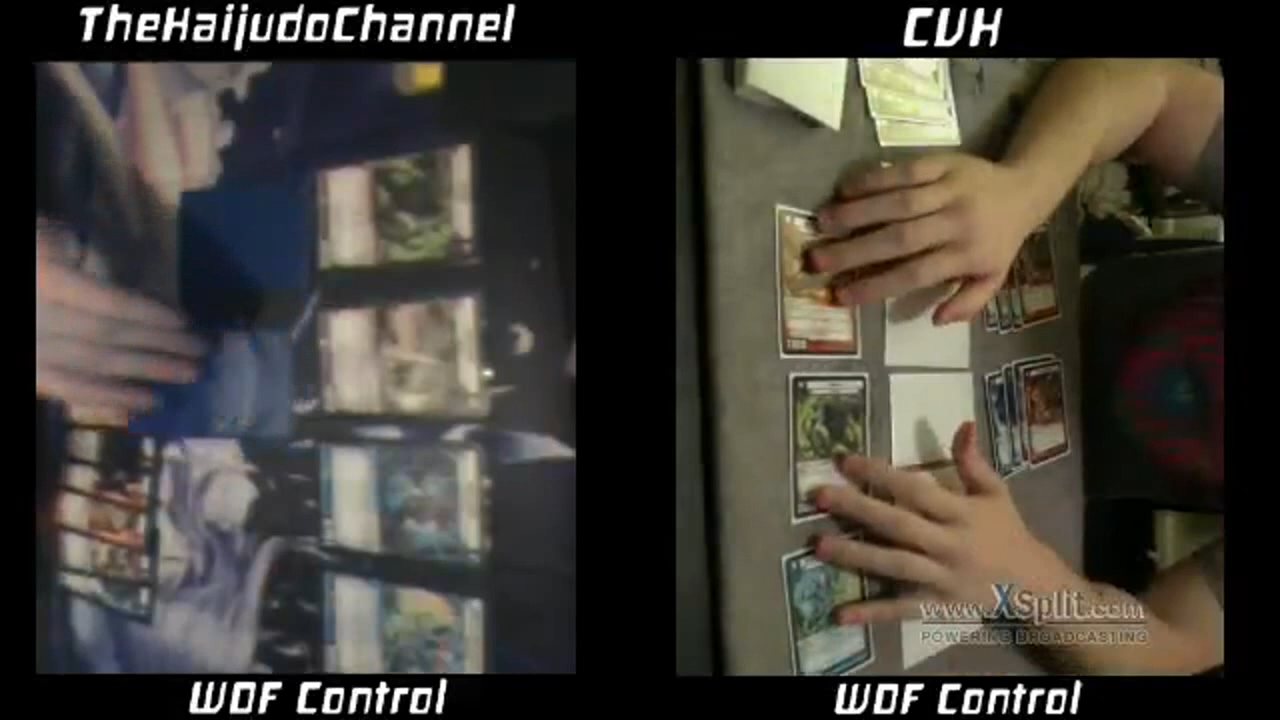 TheKaijudoChannel
CVH
www.XSplit.com
POWERING BROADCASTING
WDF Control
WDF Control